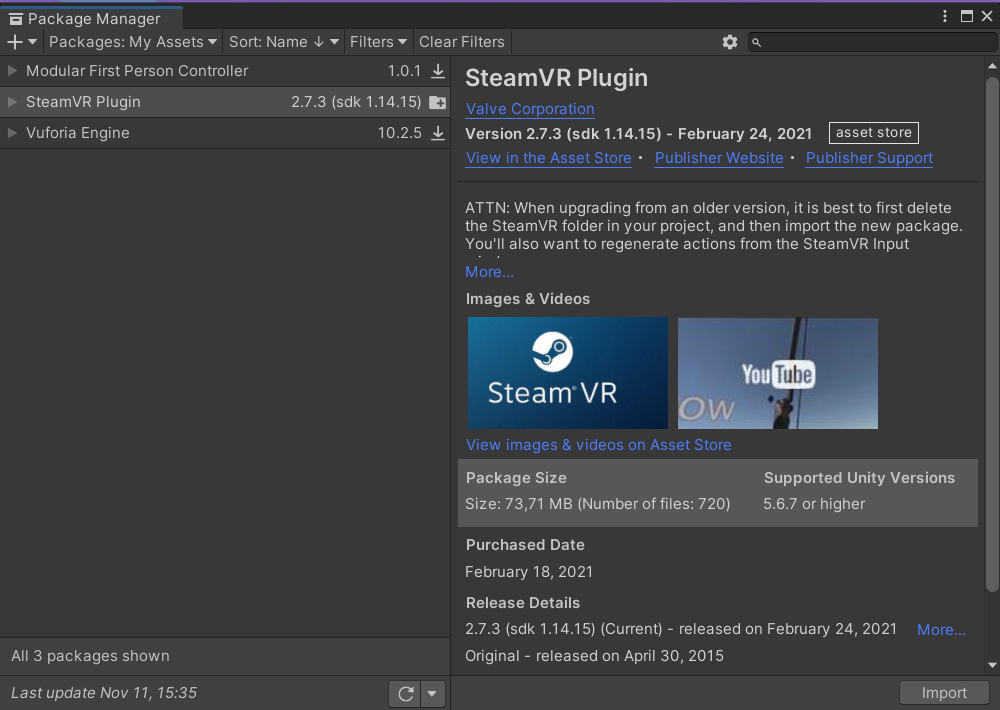 Package Manager
Packages: My Assets Sort: Name ↓ Filters Clear Filters
Modular First Person Controller 1.0.1
SteamVR Plugin 2.7.3 (sdk 1.14.15)
Vuforia Engine 10.2.5
All 3 packages shown
Last update Nov 11, 15:35
SteamVR Plugin
Valve Corporation
Version 2.7.3 (sdk 1.14.15) - February 24, 2021 asset store
View in the Asset Store • Publisher Website • Publisher Support
ATTN: When upgrading from an older version, it is best to first delete
the SteamVR folder in your project, and then import the new package.
You'll also want to regenerate actions from the SteamVR Input
More...
Images & Videos
Steam®VR
YouTube
OW
View images & videos on Asset Store
Package Size Supported Unity Versions
Size: 73,71 MB (Number of files: 720) 5.6.7 or higher
Purchased Date
February 18, 2021
Release Details
2.7.3 (sdk 1.14.15) (Current) - released on February 24, 2021 More...
Original - released on April 30, 2015
Import